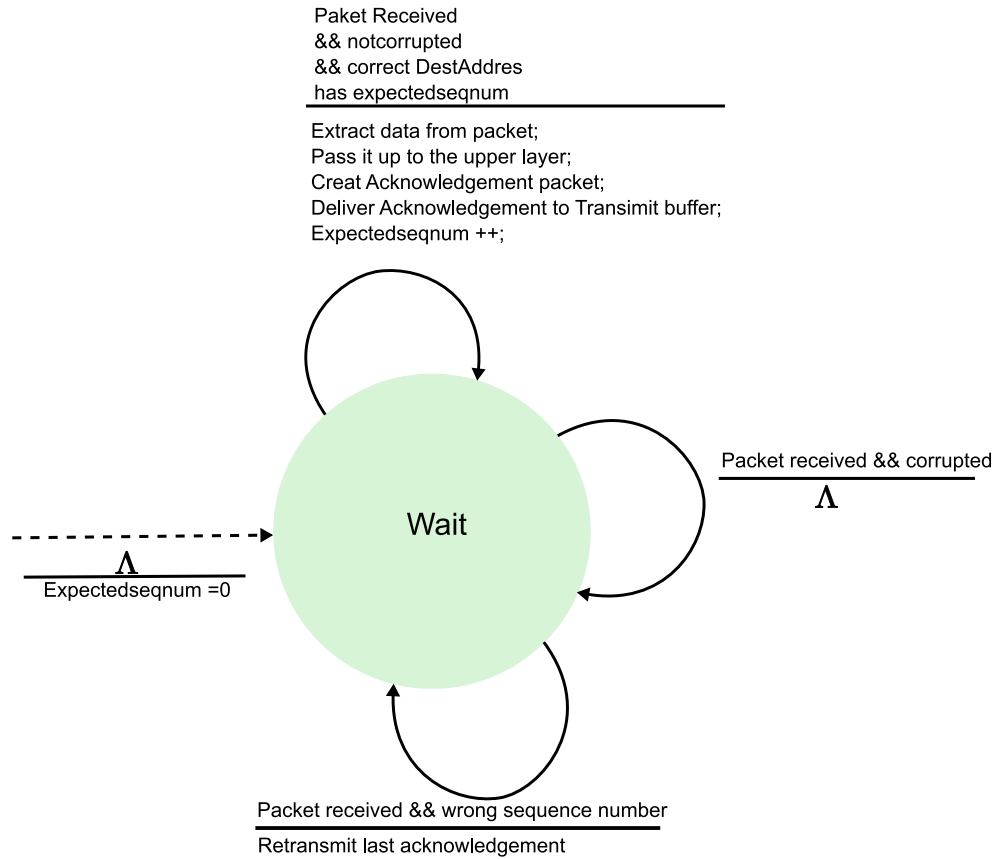 Paket Received
&& notcorrupted
&& correct DestAddres
has expectedseqnum
Extract data from packet;
Pass it up to the upper layer;
Creat Acknowledgement packet;
Deliver Acknowledgement to Transimit buffer;
Expectedseqnum ++;
Packet received && corrupted
Λ
Wait
Λ
Expectedseqnum =0
Packet received && wrong sequence number
Retransmit last acknowledgement